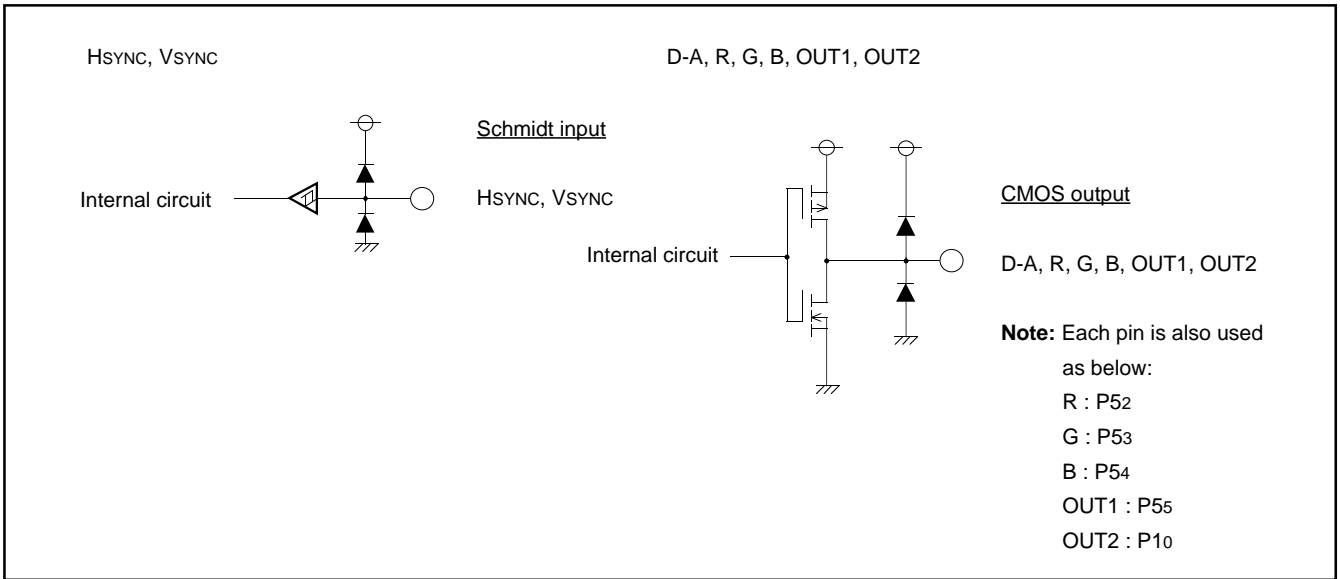 HSYNC, VSYNC
Schmidt input
Internal circuit
HSYNC, VSYNC
D-A, R, G, B, OUT1, OUT2
CMOS output
Internal circuit
D-A, R, G, B, OUT1, OUT2
Note: Each pin is also used
as below:
R : P52
G : P53
B : P54
OUT1 : P55
OUT2 : P10